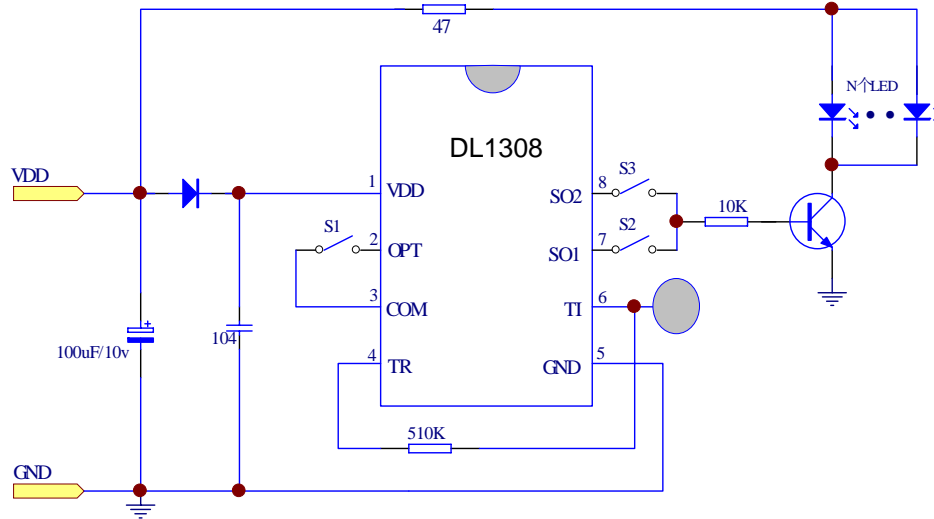 47
N个LED
DL1308
VDD
1
VDD
SO2
8
S3
10K
S1
2
OPT
SO1
7
S2
3
COM
TI
6
100uF/10v
104
4
TR
GND
5
510K
GND